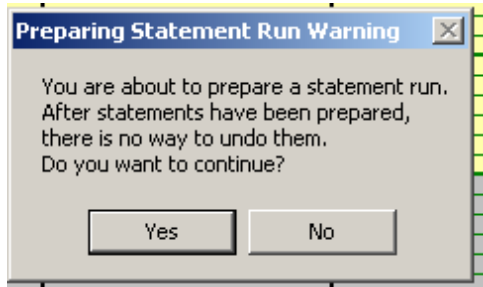 Preparing Statement Run Warning
You are about to prepare a statement run.
After statements have been prepared,
there is no way to undo them.
Do you want to continue?
Yes No